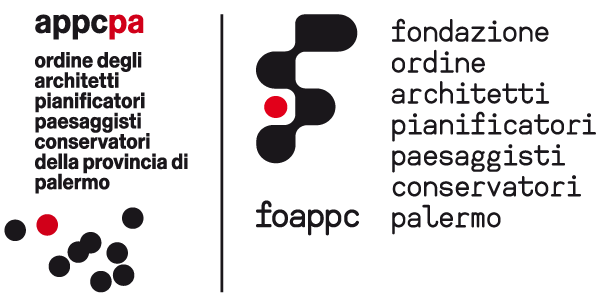 appcpa
ordine degli
architetti
pianificatori
paesaggisti
conservatori
della provincia di
palermo
foappc
fondazione
ordine
architetti
pianificatori
paesaggisti
conservatori
palermo